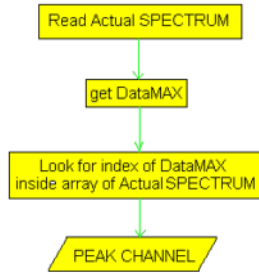 Read Actual SPECTRUM
get DataMAX
Look for index of DataMAX
inside array of Actual SPECTRUM
PEAK CHANNEL